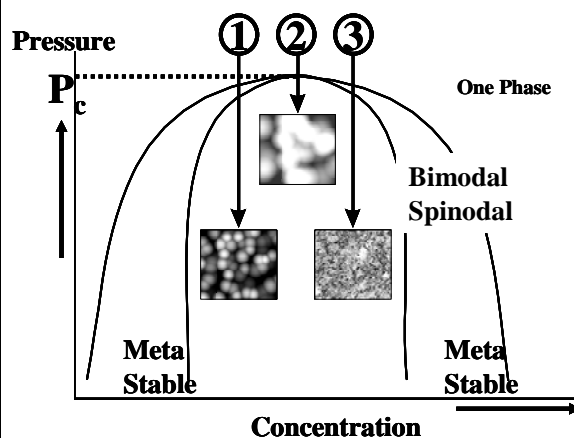 1 2 3
Pressure
Pc
One Phase
Bimodal
Spinodal
Meta
Stable
Meta
Stable
Concentration